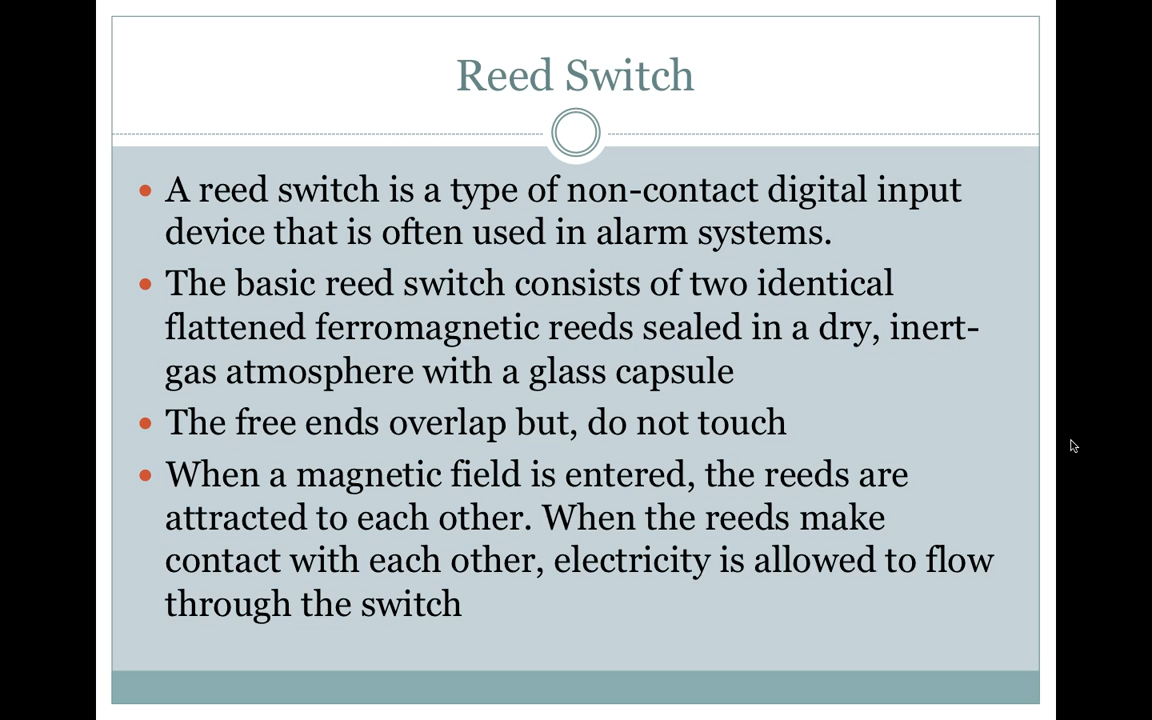 Reed Switch
A reed switch is a type of non-contact digital input
device that is often used in alarm systems.
The basic reed switch consists of two identical
flattened ferromagnetic reeds sealed in a dry, inert-
gas atmosphere with a glass capsule
The free ends overlap but, do not touch
When a magnetic field is entered, the reeds are
attracted to each other. When the reeds make
contact with each other, electricity is allowed to flow
through the switch